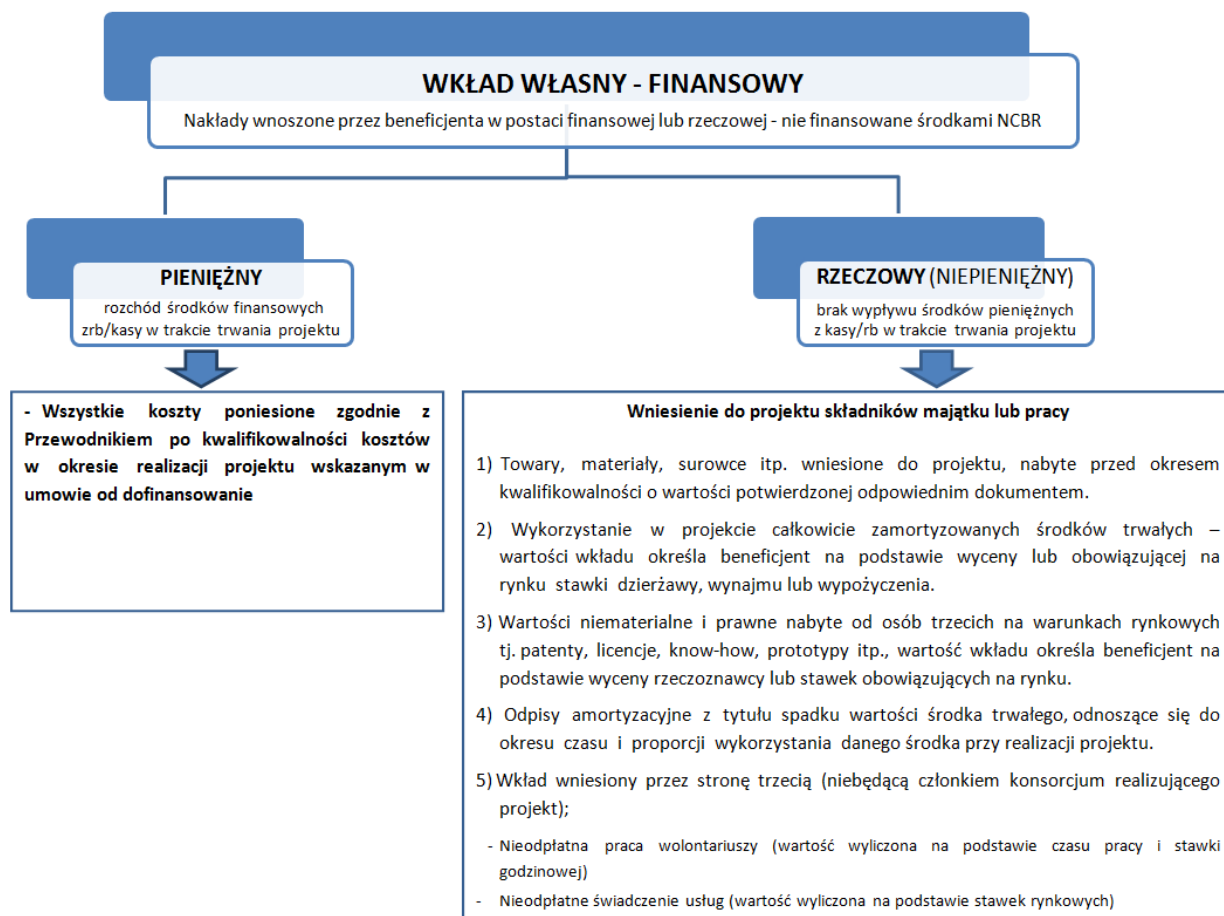 WKŁAD WŁASNY - FINANSOWY
Nakłady wnoszone przez beneficjenta w postaci finansowej lub rzeczowej - nie finansowane środkami NCBR
PIENIĘŻNY
rozchód środków finansowych
zrb/kasy w trakcie trwania projektu
RZECZOWY (NIEPIENIĘŻNY)
brak wypływu środków pieniężnych
z kasy/rb w trakcie trwania projektu
- Wszystkie koszty poniesione zgodnie z
Przewodnikiem po kwalifikowalności kosztów
w okresie realizacji projektu wskazanym w
umowie od dofinansowanie
Wniesienie do projektu składników majątku lub pracy
1) Towary, materiały, surowce itp. wniesione do projektu, nabyte przed okresem
kwalifikowalności o wartości potwierdzonej odpowiednim dokumentem.
2) Wykorzystanie w projekcie całkowicie zamortyzowanych środków trwałych –
wartości wkładu określa beneficjent na podstawie wyceny lub obowiązującej na
rynku stawki dzierżawy, wynajmu lub wypożyczenia.
3) Wartości niematerialne i prawne nabyte od osób trzecich na warunkach rynkowych
tj. patenty, licencje, know-how, prototypy itp., wartość wkładu określa beneficjent na
podstawie wyceny rzeczoznawcy lub stawek obowiązujących na rynku.
4) Odpisy amortyzacyjne z tytułu spadku wartości środka trwałego, odnoszące się do
okresu czasu i proporcji wykorzystania danego środka przy realizacji projektu.
5) Wkład wniesiony przez stronę trzecią (niebędącą członkiem konsorcjum realizującego
projekt);
- Nieodpłatna praca wolontariuszy (wartość wyliczona na podstawie czasu pracy i stawki
godzinowej)
- Nieodpłatne świadczenie usług (wartość wyliczona na podstawie stawek rynkowych)